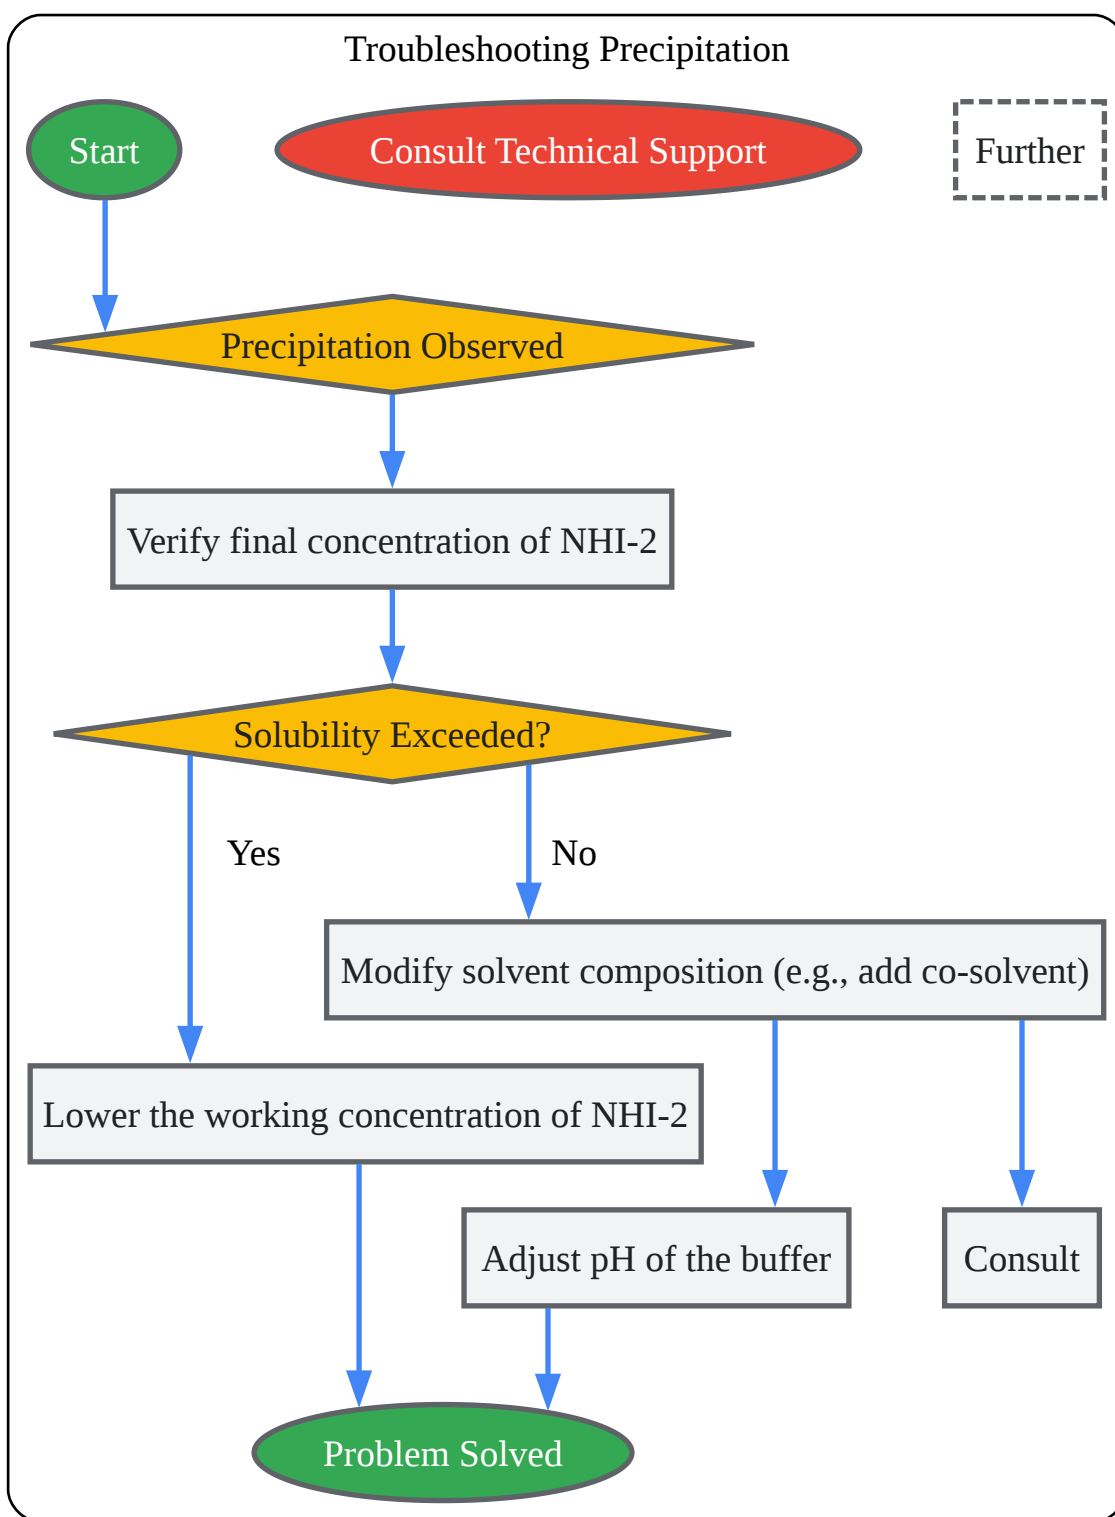 Troubleshooting Precipitation
Start
Consult Technical Support
Further
Precipitation Observed
Verify final concentration of NHI-2
Solubility Exceeded?
Yes
No
Modify solvent composition (e.g., add co-solvent)
Lower the working concentration of NHI-2
Adjust pH of the buffer
Consult
Problem Solved